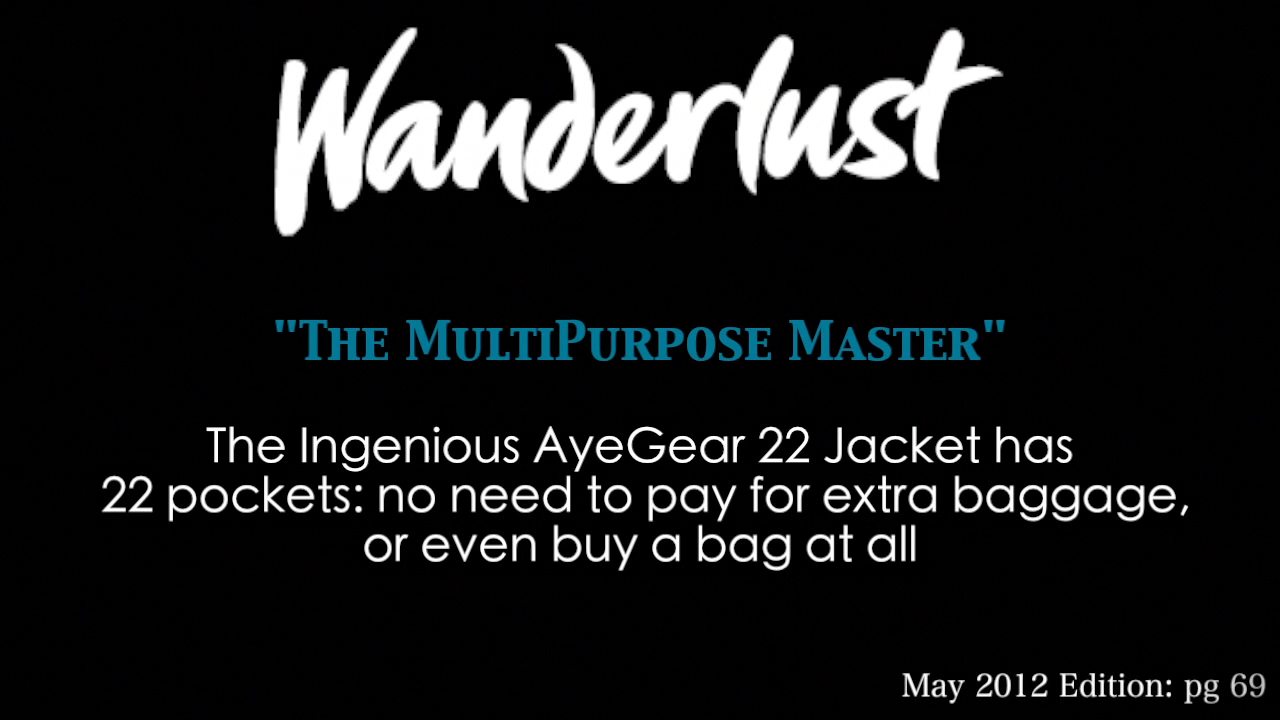 Wanderlust
"The MultiPurpose Master"
The Ingenious AyeGear 22 Jacket has
22 pockets: no need to pay for extra baggage,
or even buy a bag at all
May 2012 Edition: pg 69